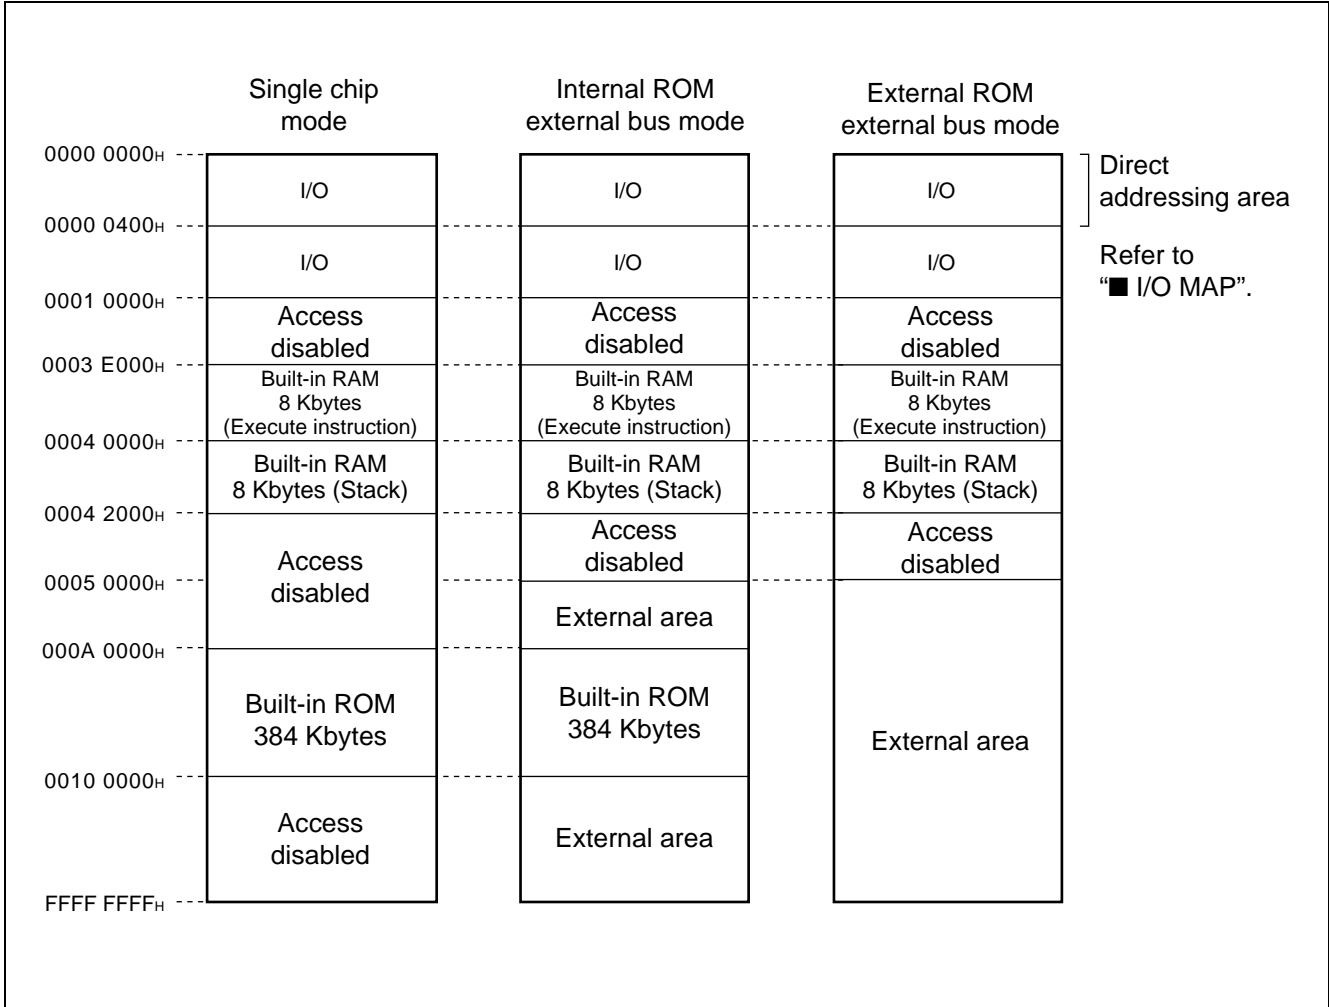 Single chip
mode
Internal ROM
external bus mode
External ROM
external bus mode
0000 0000H
I/O
I/O
I/O
Direct
addressing area
0000 0400H
I/O
I/O
I/O
Refer to
“■ I/O MAP”.
0001 0000H
Access
disabled
Access
disabled
Access
disabled
0003 E000H
Built-in RAM
8 Kbytes
(Execute instruction)
Built-in RAM
8 Kbytes
(Execute instruction)
Built-in RAM
8 Kbytes
(Execute instruction)
0004 0000H
Built-in RAM
8 Kbytes (Stack)
Built-in RAM
8 Kbytes (Stack)
Built-in RAM
8 Kbytes (Stack)
0004 2000H
Access
disabled
Access
disabled
Access
disabled
0005 0000H
External area
000A 0000H
Built-in ROM
384 Kbytes
Built-in ROM
384 Kbytes
External area
0010 0000H
Access
disabled
External area
FFFF FFFFH